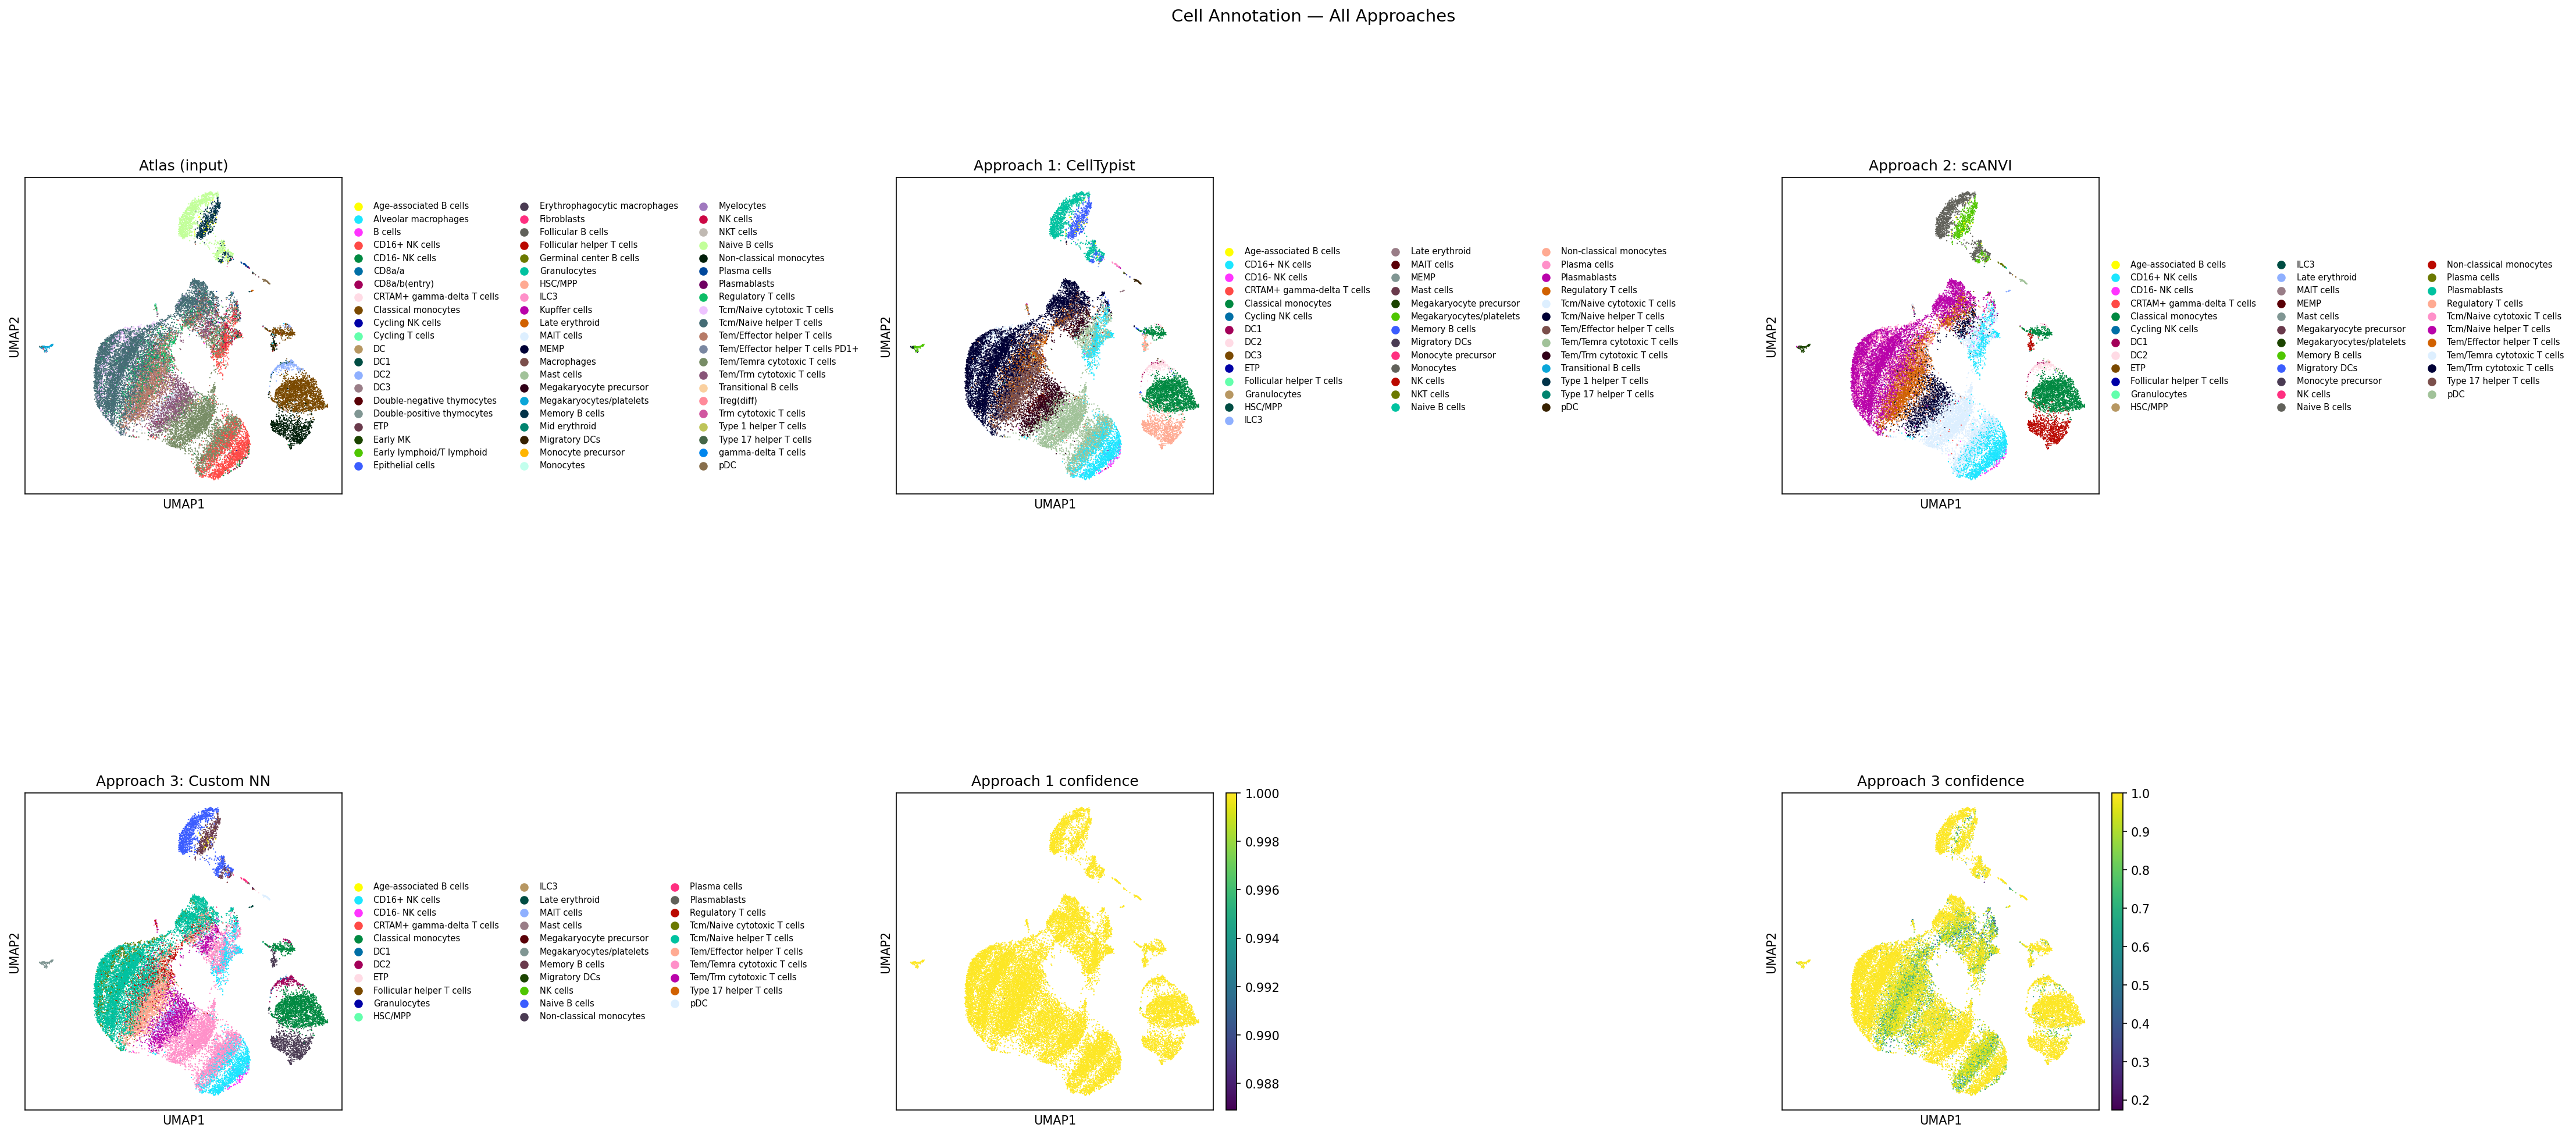 Cell Annotation — All Approaches
Atlas (input)
UMAP2
UMAP1
Age-associated B cells
Alveolar macrophages
B cells
CD16+ NK cells
CD16- NK cells
CD8a/a
CD8a/b(entry)
CRTAM+ gamma-delta T cells
Classical monocytes
Cycling NK cells
Cycling T cells
DC
DC1
DC2
DC3
Double-negative thymocytes
Double-positive thymocytes
ETP
Early MK
Early lymphoid/T lymphoid
Epithelial cells
Erythrophagocytic macrophages
Fibroblasts
Follicular B cells
Follicular helper T cells
Germinal center B cells
Granulocytes
HSC/MPP
ILC3
Kupffer cells
Late erythroid
MAIT cells
MEMP
Macrophages
Mast cells
Megakaryocyte precursor
Megakaryocytes/platelets
Memory B cells
Mid erythroid
Migratory DCs
Monocyte precursor
Monocytes
Myelocytes
NK cells
NKT cells
Naive B cells
Non-classical monocytes
Plasma cells
Plasmablasts
Regulatory T cells
Tcm/Naive cytotoxic T cells
Tcm/Naive helper T cells
Tem/Effector helper T cells
Tem/Effector helper T cells PD1+
Tem/Temra cytotoxic T cells
Tem/Trm cytotoxic T cells
Transitional B cells
Treg(diff)
Trm cytotoxic T cells
Type 1 helper T cells
Type 17 helper T cells
gamma-delta T cells
pDC
Approach 1: CellTypist
UMAP2
UMAP1
Age-associated B cells
CD16+ NK cells
CD16- NK cells
CRTAM+ gamma-delta T cells
Classical monocytes
Cycling NK cells
DC1
DC2
DC3
ETP
Follicular helper T cells
Granulocytes
HSC/MPP
ILC3
Late erythroid
MAIT cells
MEMP
Mast cells
Megakaryocyte precursor
Megakaryocytes/platelets
Memory B cells
Migratory DCs
Monocyte precursor
Monocytes
NK cells
NKT cells
Naive B cells
Non-classical monocytes
Plasma cells
Plasmablasts
Regulatory T cells
Tcm/Naive cytotoxic T cells
Tcm/Naive helper T cells
Tem/Effector helper T cells
Tem/Temra cytotoxic T cells
Tem/Trm cytotoxic T cells
Transitional B cells
Type 1 helper T cells
Type 17 helper T cells
pDC
Approach 2: scANVI
UMAP2
UMAP1
Age-associated B cells
CD16+ NK cells
CD16- NK cells
CRTAM+ gamma-delta T cells
Classical monocytes
Cycling NK cells
DC1
DC2
ETP
Follicular helper T cells
Granulocytes
HSC/MPP
ILC3
Late erythroid
MAIT cells
MEMP
Mast cells
Megakaryocyte precursor
Megakaryocytes/platelets
Memory B cells
Migratory DCs
Monocyte precursor
NK cells
Naive B cells
Non-classical monocytes
Plasma cells
Plasmablasts
Regulatory T cells
Tcm/Naive cytotoxic T cells
Tcm/Naive helper T cells
Tem/Effector helper T cells
Tem/Temra cytotoxic T cells
Tem/Trm cytotoxic T cells
Type 17 helper T cells
pDC
Approach 3: Custom NN
UMAP2
UMAP1
Age-associated B cells
CD16+ NK cells
CD16- NK cells
CRTAM+ gamma-delta T cells
Classical monocytes
DC1
DC2
ETP
Follicular helper T cells
Granulocytes
HSC/MPP
ILC3
Late erythroid
MAIT cells
Mast cells
Megakaryocyte precursor
Megakaryocytes/platelets
Memory B cells
Migratory DCs
NK cells
Naive B cells
Non-classical monocytes
Plasma cells
Plasmablasts
Regulatory T cells
Tcm/Naive cytotoxic T cells
Tcm/Naive helper T cells
Tem/Effector helper T cells
Tem/Temra cytotoxic T cells
Tem/Trm cytotoxic T cells
Type 17 helper T cells
pDC
Approach 1 confidence
UMAP2
UMAP1
1.000
0.998
0.996
0.994
0.992
0.990
0.988
Approach 3 confidence
UMAP2
UMAP1
1.0
0.9
0.8
0.7
0.6
0.5
0.4
0.3
0.2